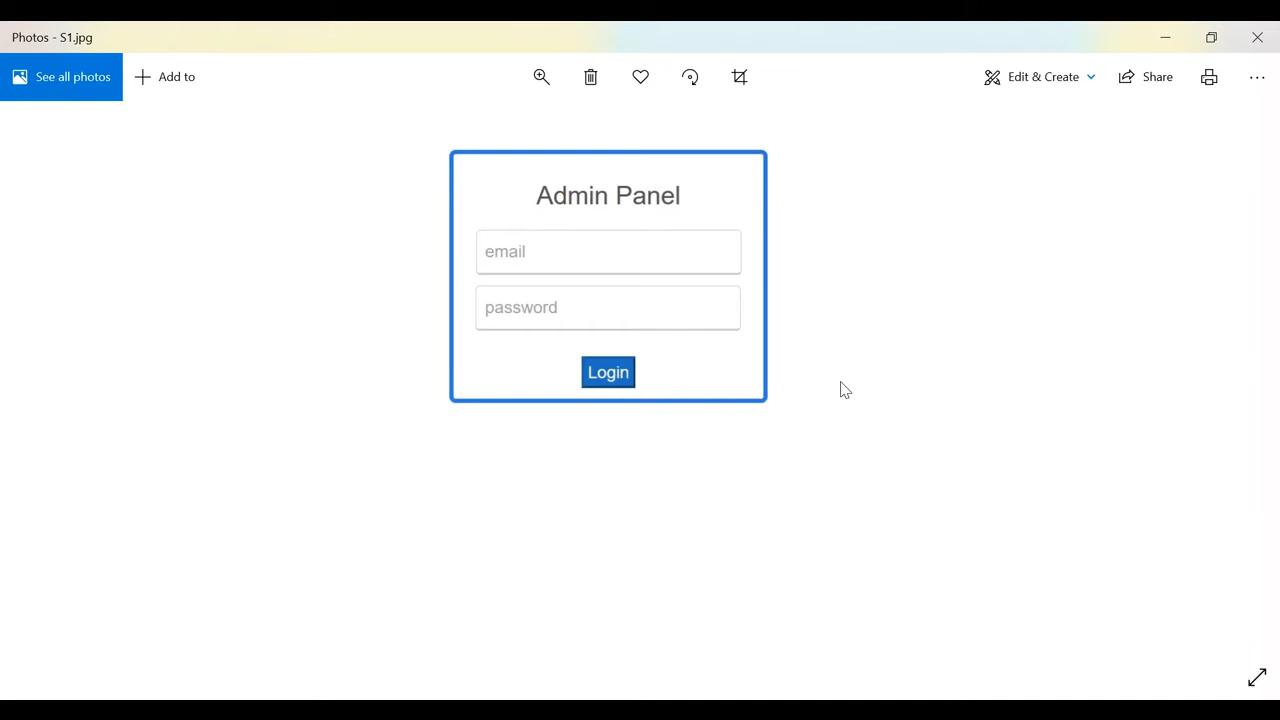 Photos - S1.jpg
See all photos
Add to
Edit & Create
Share
Admin Panel
email
password
Login